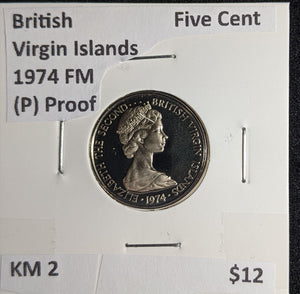 British
Virgin Islands
1974 FM
(P) Proof
Five Cent
ELIZABETH THE SECOND BRITISH VIRGIN ISLANDS
· 1974 ·
KM 2
$12